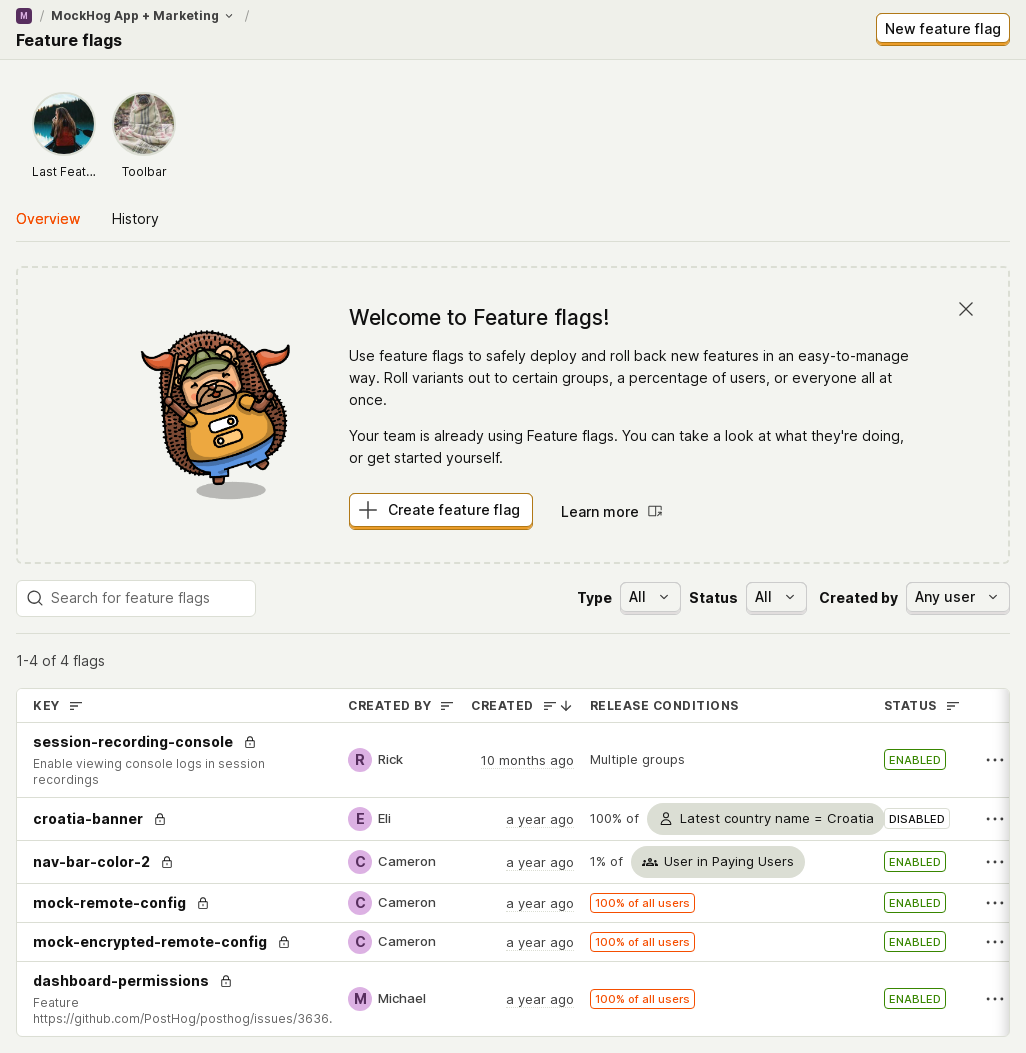 M / MockHog App + Marketing /
Feature flags
New feature flag
Last Feat...
Toolbar
Overview
History
Welcome to Feature flags!
Use feature flags to safely deploy and roll back new features in an easy-to-manage
way. Roll variants out to certain groups, a percentage of users, or everyone all at
once.
Your team is already using Feature flags. You can take a look at what they're doing,
or get started yourself.
Create feature flag
Learn more
Search for feature flags
Type All Status All Created by Any user
1-4 of 4 flags
KEY CREATED BY CREATED RELEASE CONDITIONS STATUS
session-recording-console
Enable viewing console logs in session
recordings
R Rick 10 months ago Multiple groups ENABLED
croatia-banner E Eli a year ago 100% of Latest country name = Croatia DISABLED
nav-bar-color-2 C Cameron a year ago 1% of User in Paying Users ENABLED
mock-remote-config C Cameron a year ago 100% of all users ENABLED
mock-encrypted-remote-config C Cameron a year ago 100% of all users ENABLED
dashboard-permissions
Feature
https://github.com/PostHog/posthog/issues/3636.
M Michael a year ago 100% of all users ENABLED